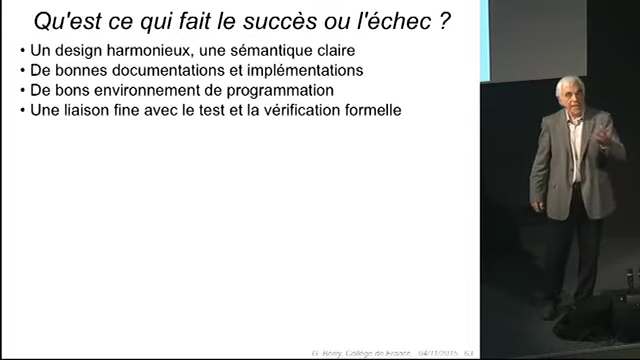 Qu'est ce qui fait le succès ou l'échec ?
• Un design harmonieux, une sémantique claire
• De bonnes documentations et implémentations
• De bons environnement de programmation
• Une liaison fine avec le test et la vérification formelle
G. Berry, Collège de France, 04/11/2015 63